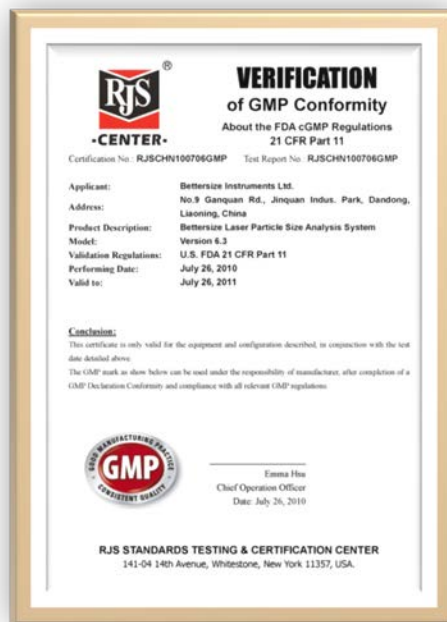 RJS
®
•CENTER•
VERIFICATION
of GMP Conformity
About the FDA cGMP Regulations
21 CFR Part 11
Certification No.: RJSCHN100706GMP Test Report No.: RJSCHN100706GMP
Applicant: Bettersize Instruments Ltd.
Address: No.9 Ganquan Rd., Jinquan Indus. Park, Dandong,
Liaoning, China
Product Description: Bettersize Laser Particle Size Analysis System
Model: Version 6.3
Validation Regulations: U.S. FDA 21 CFR Part 11
Performing Date: July 26, 2010
Valid to: July 26, 2011
Conclusion:
This certificate is only valid for the equipment and configuration described, in conjunction with the test
date detailed above.
The GMP mark as show below can be used under the responsibility of manufacturer, after completion of a
GMP Declaration Conformity and compliance with all relevant GMP regulations.
GOOD MANUFACTURING PRACTICE
GMP
CONSISTENT QUALITY
Emma Hsu
Chief Operation Officer
Date: July 26, 2010
RJS STANDARDS TESTING & CERTIFICATION CENTER
141-04 14th Avenue, Whitestone, New York 11357, USA.